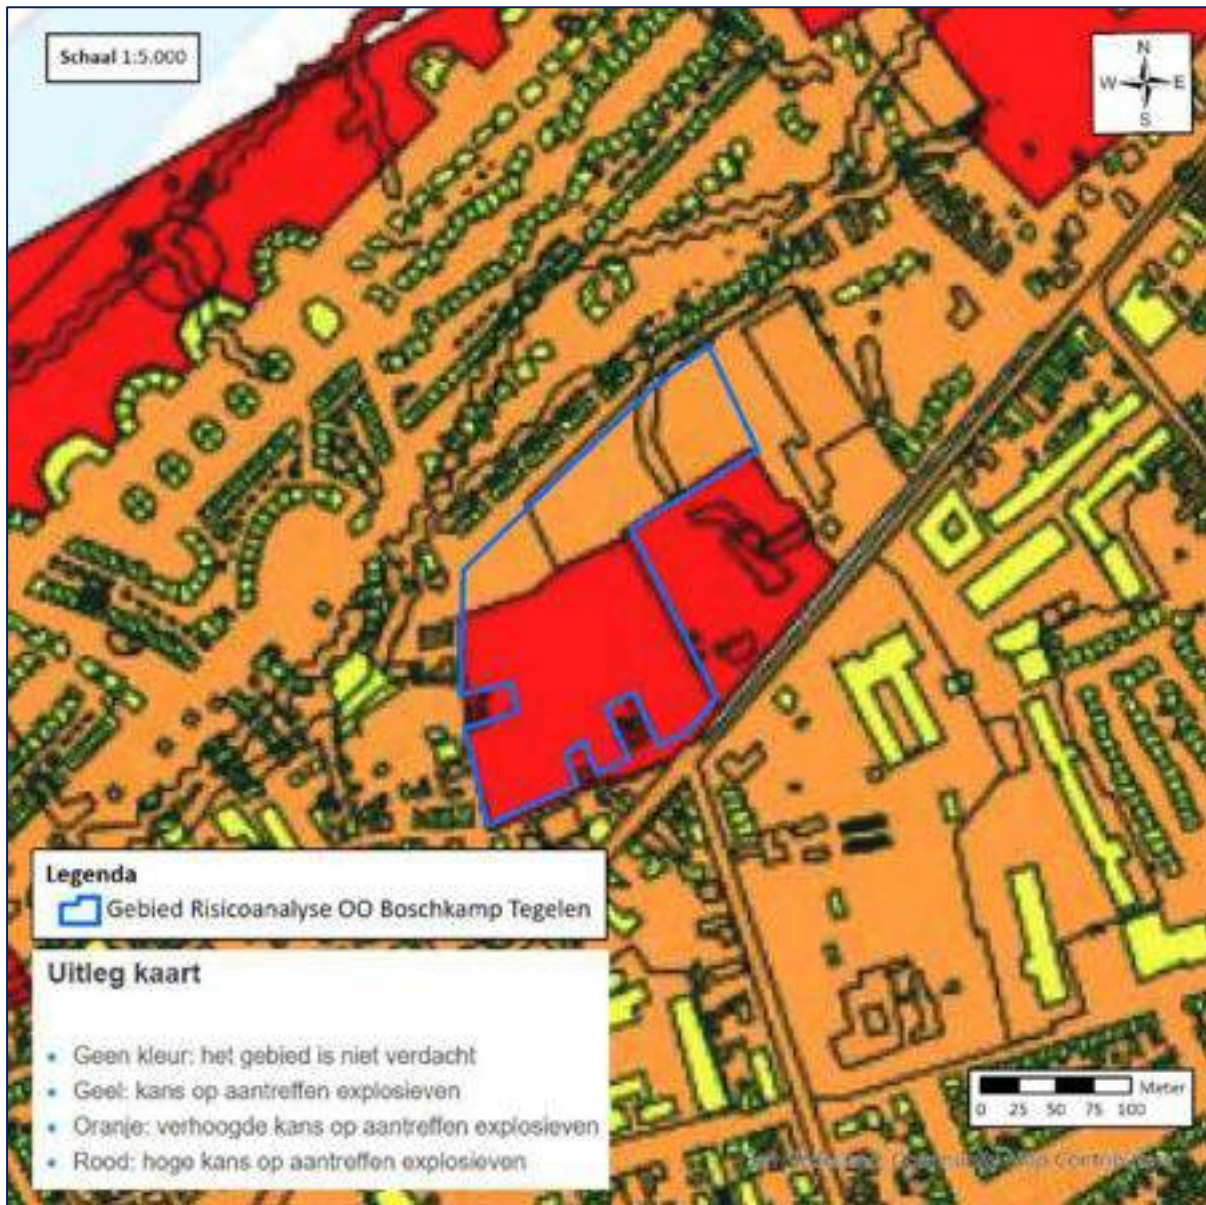 Schaal 1:5.000
N
W E
S
Legenda
Gebied Risicoanalyse OO Boschkamp Tegelen
Uitleg kaart
• Geen kleur: het gebied is niet verdacht
• Geel: kans op aantreffen explosieven
• Oranje: verhoogde kans op aantreffen explosieven
• Rood: hoge kans op aantreffen explosieven
Meter
0 25 50 75 100